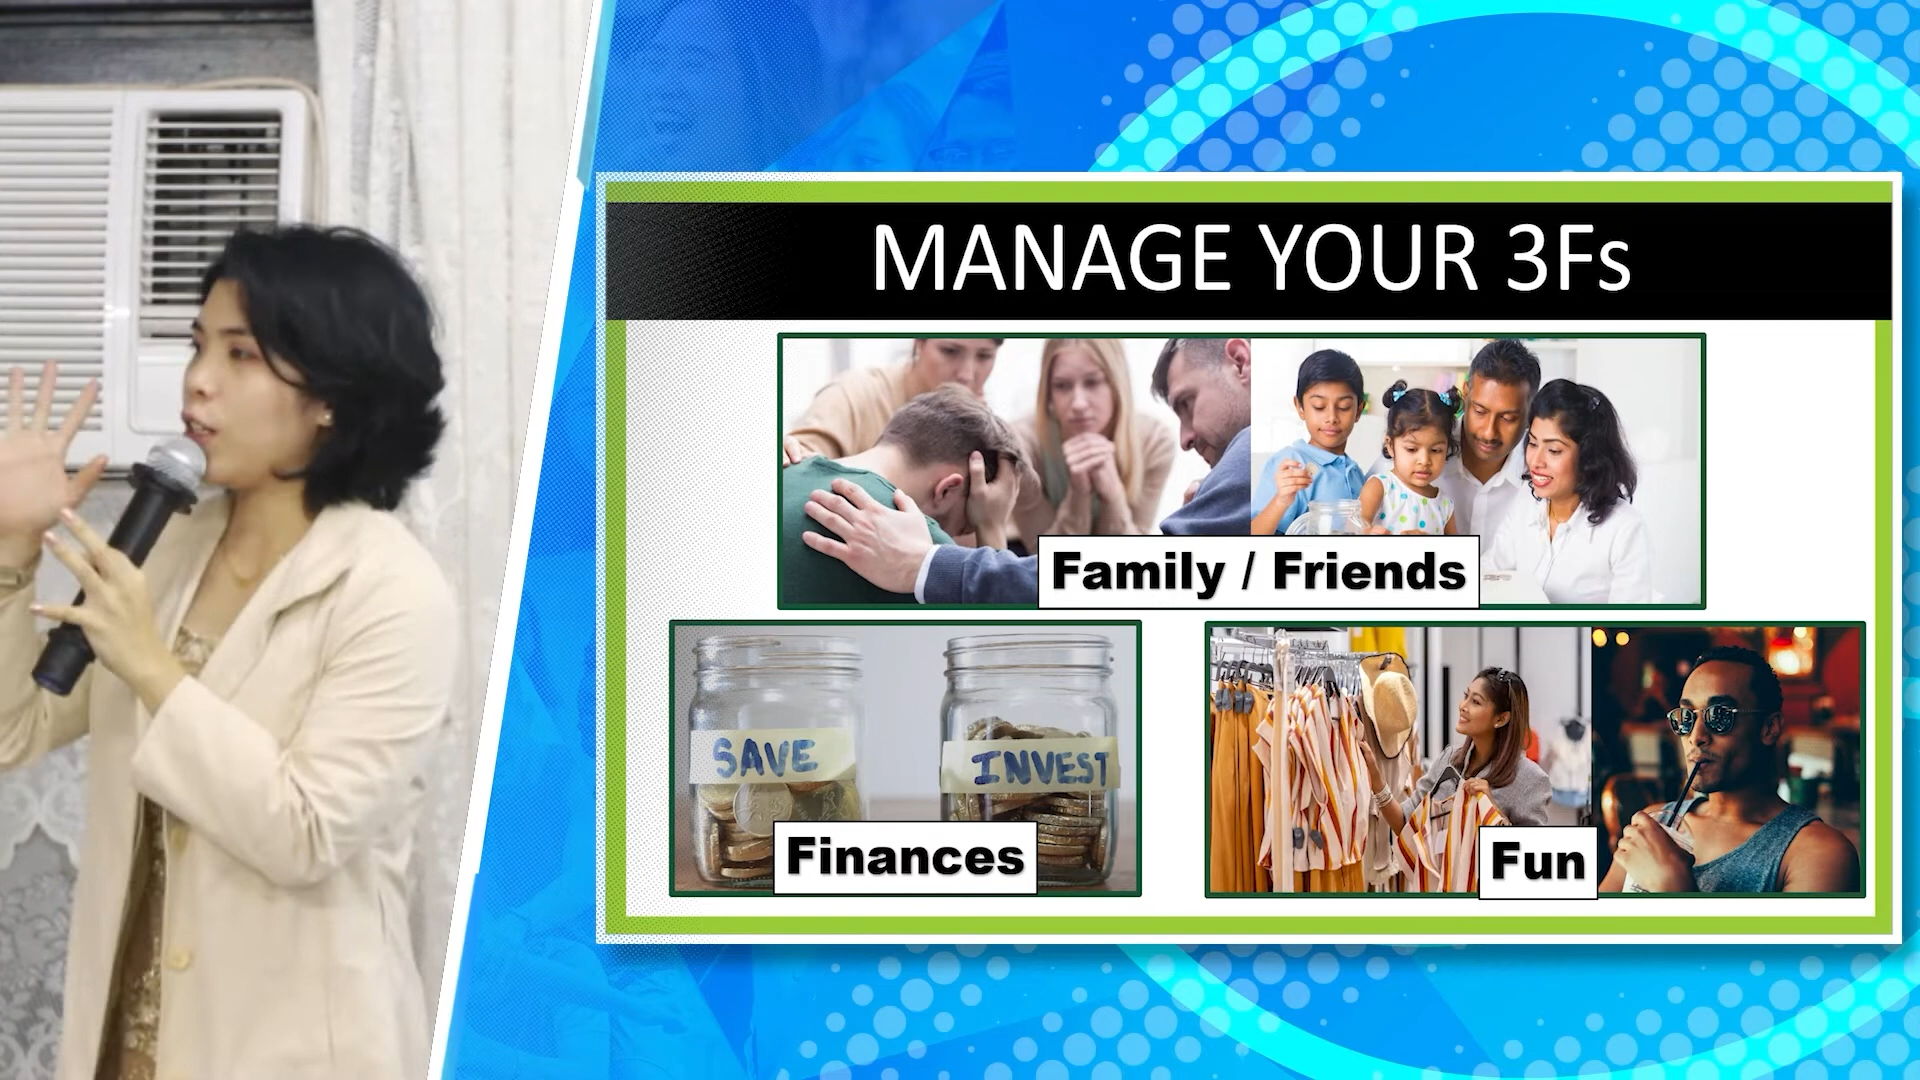 MANAGE YOUR 3Fs
Family / Friends
SAVE
INVEST
Finances
Fun